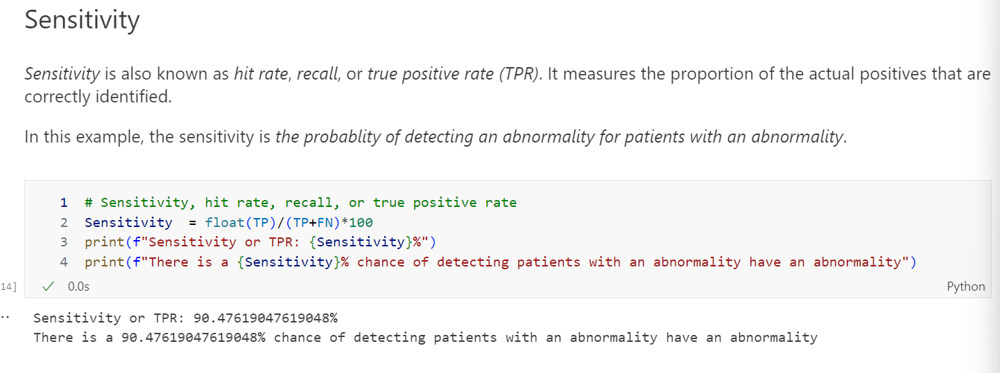 Sensitivity
Sensitivity is also known as hit rate, recall, or true positive rate (TPR). It measures the proportion of the actual positives that are
correctly identified.
In this example, the sensitivity is the probablity of detecting an abnormality for patients with an abnormality.
1 # Sensitivity, hit rate, recall, or true positive rate
2 Sensitivity  = float(TP)/(TP+FN)*100
3 print(f"Sensitivity or TPR: {Sensitivity}%")
4 print(f"There is a {Sensitivity}% chance of detecting patients with an abnormality have an abnormality")
14] ✓ 0.0s Python
Sensitivity or TPR: 90.47619047619048%
There is a 90.47619047619048% chance of detecting patients with an abnormality have an abnormality